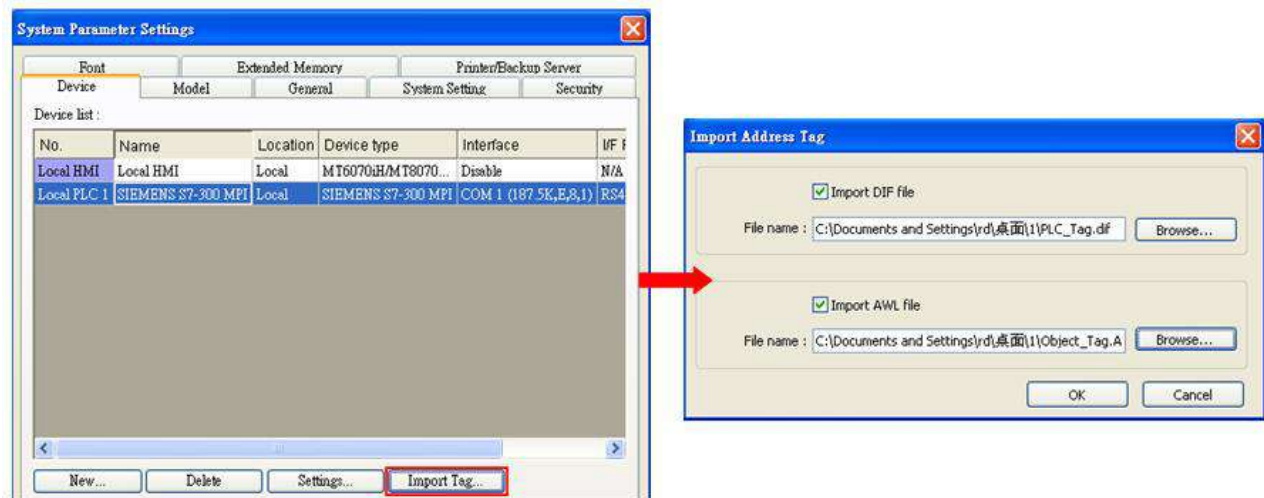 System Parameter Settings
Font Extended Memory Printer/Backup Server
Device Model General System Setting Security
Device list :
No. Name Location Device type Interface I/F
Local HMI Local HMI Local MT6070iH/MT8070... Disable N/A
Local PLC 1 SIEMENS S7-300 MPI Local SIEMENS S7-300 MPI COM 1 (187.5K,E,8,1) RS4
New... Delete Settings... Import Tag...
Import Address Tag
Import DIF file
File name : C:\Documents and Settings\rd\桌面\1\PLC_Tag.dif Browse...
Import AWL file
File name : C:\Documents and Settings\rd\桌面\1\Object_Tag.A Browse...
OK Cancel